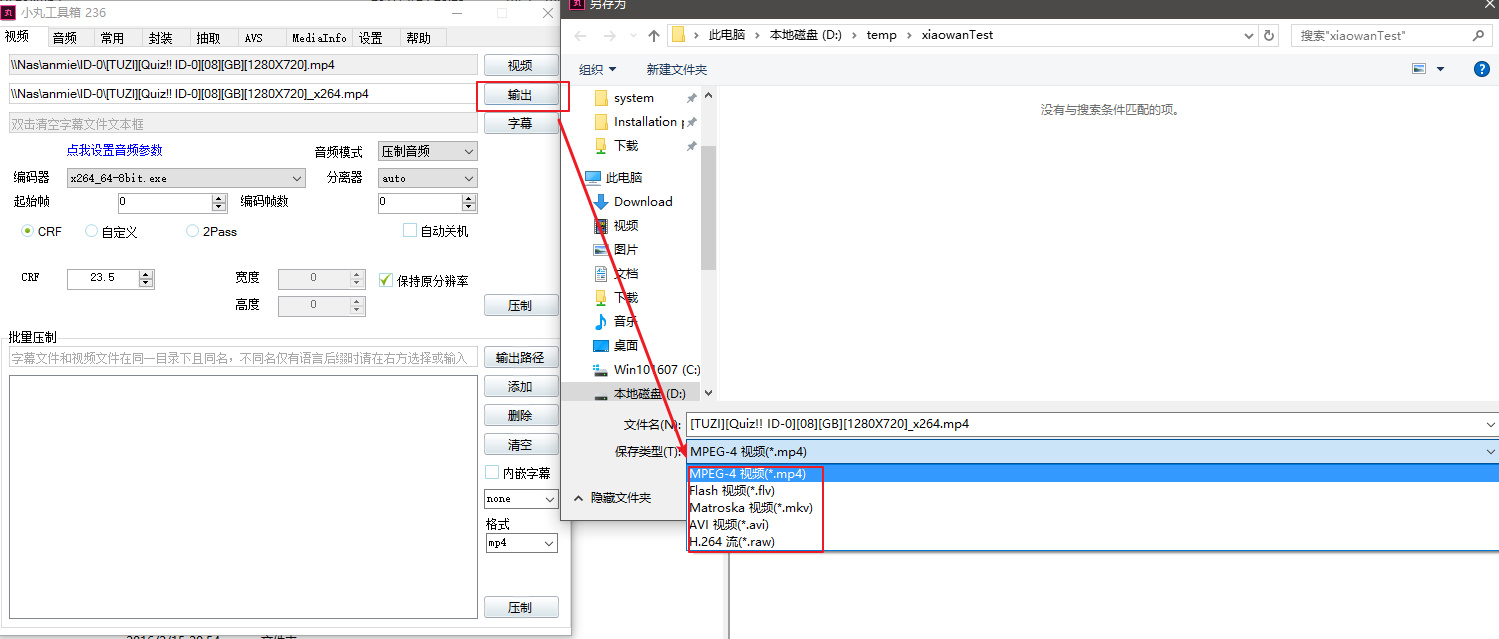 小丸工具箱 236
视频 音频 常用 封装 抽取 AVS MediaInfo 设置 帮助
\\Nas\anmie\ID-0\[TUZI][Quiz!! ID-0][08][GB][1280X720].mp4 视频
\\Nas\anmie\ID-0\[TUZI][Quiz!! ID-0][08][GB][1280X720]_x264.mp4 输出
双击清空字幕文件文本框 字幕
点我设置音频参数 音频模式 压制音频
编码器 x264_64-8bit.exe 分离器 auto
起始帧 0 编码帧数 0
CRF 自定义 2Pass 自动关机
CRF 23.5 宽度 0 保持原分辨率
高度 0 压制
批量压制
字幕文件和视频文件在同一目录下且同名，不同名仅有语言后缀时请在右方选择或输入 输出路径
添加
删除
清空
内嵌字幕
none
格式
mp4
压制
另存为
此电脑 本地磁盘 (D:) temp xiaowanTest 搜索"xiaowanTest"
组织 新建文件夹
system
Installation
下载
没有与搜索条件匹配的项。
此电脑
Download
视频
图片
文档
下载
音乐
桌面
Win101607 (C:)
本地磁盘 (D:)
文件名(N): [TUZI][Quiz!! ID-0][08][GB][1280X720]_x264.mp4
保存类型(T): MPEG-4 视频(*.mp4)
MPEG-4 视频(*.mp4)
Flash 视频(*.flv)
Matroska 视频(*.mkv)
AVI 视频(*.avi)
H.264 流(*.raw)
隐藏文件夹